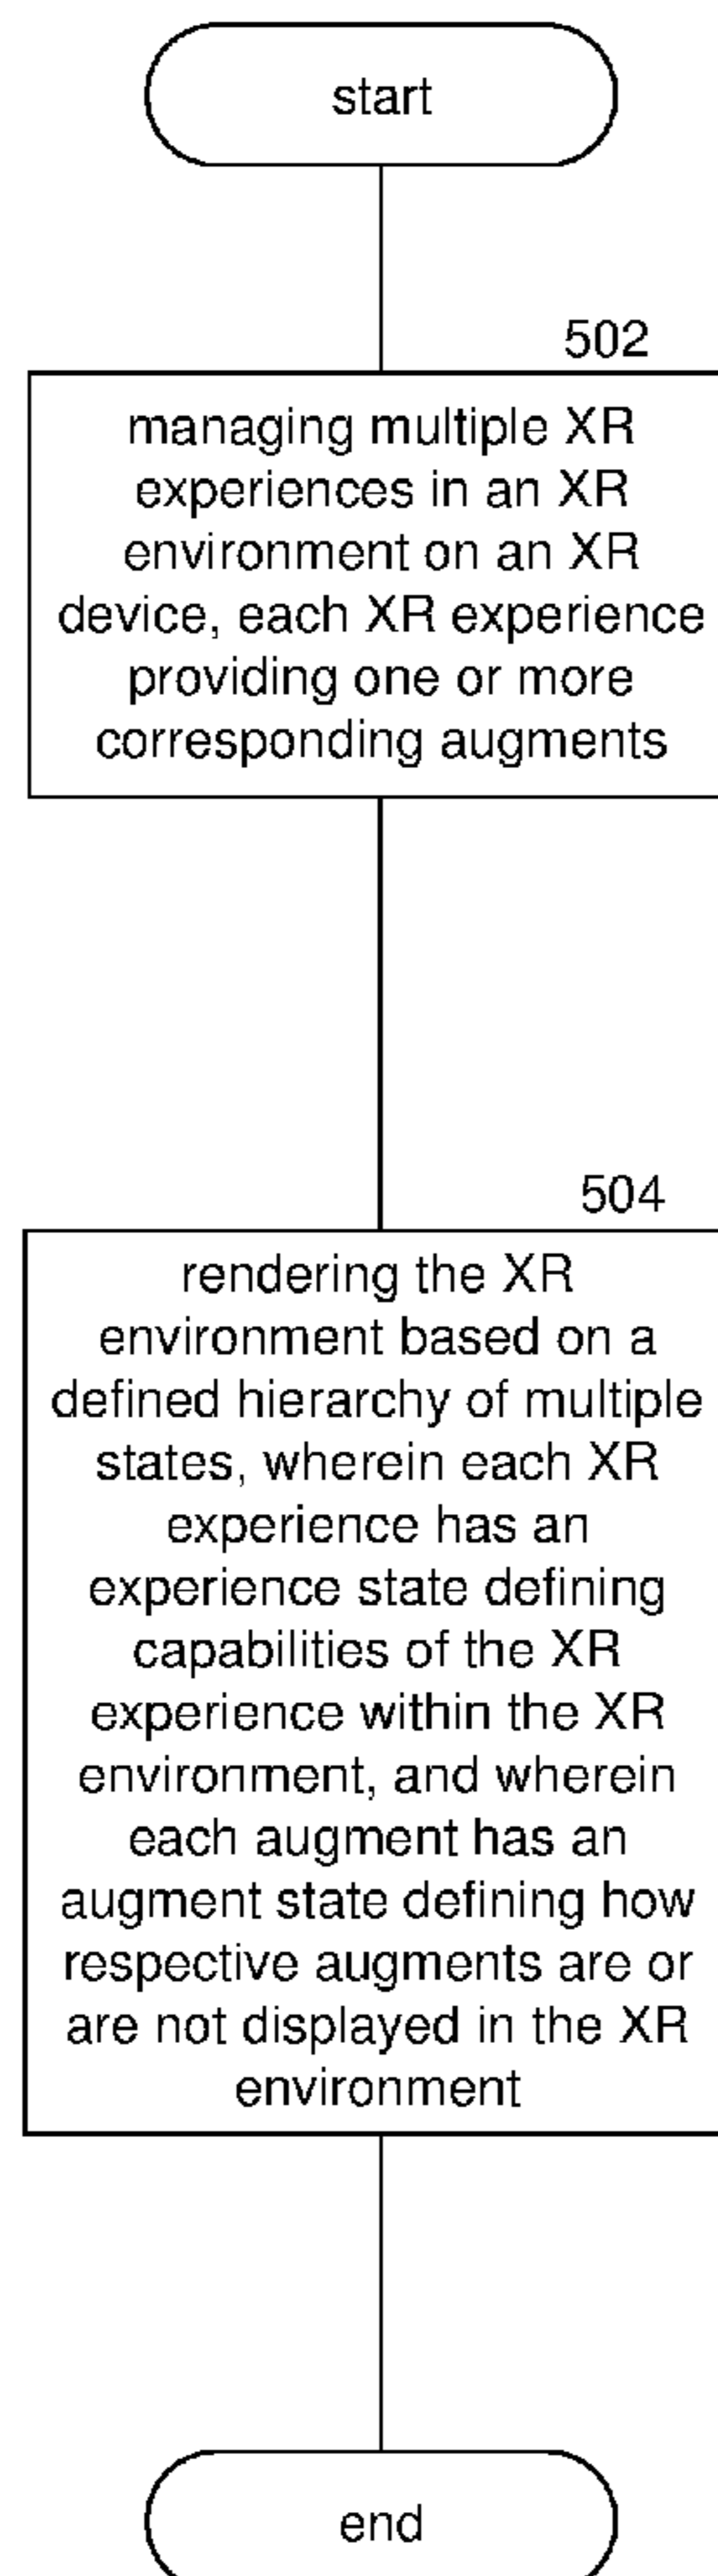 start
502
managing multiple XR
experiences in an XR
environment on an XR
device, each XR experience
providing one or more
corresponding augments
504
rendering the XR
environment based on a
defined hierarchy of multiple
states, wherein each XR
experience has an
experience state defining
capabilities of the XR
experience within the XR
environment, and wherein
each augment has an
augment state defining how
respective augments are or
are not displayed in the XR
environment
end